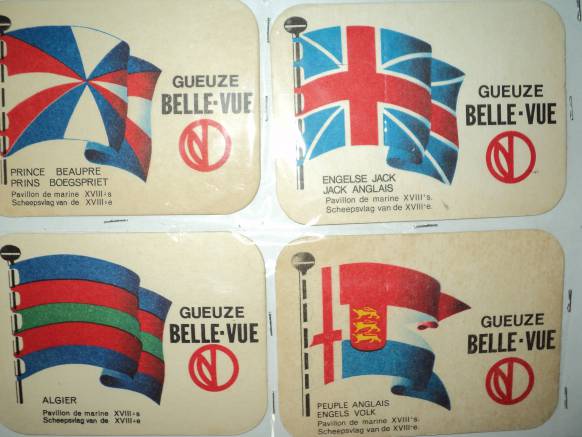 GUEUZE
BELLE-VUE
PRINCE BEAUPRE
PRINS BOEGSPRIET
Pavillon de marine XVIII:s
Scheepsvlag van de XVIII:e
GUEUZE
BELLE-VUE
ENGELSE JACK
JACK ANGLAIS
Pavillon de marine XVIII°s.
Scheepsvlag van de XVIII°e.
GUEUZE
BELLE-VUE
ALGIER
Pavillon de marine XVIII:s
Scheepsvlag van de XVIII:e
GUEUZE
BELLE-VUE
PEUPLE ANGLAIS
ENGELS VOLK
Pavillon de marine XVIII°s.
Scheepsvlag van de XVIII°e.